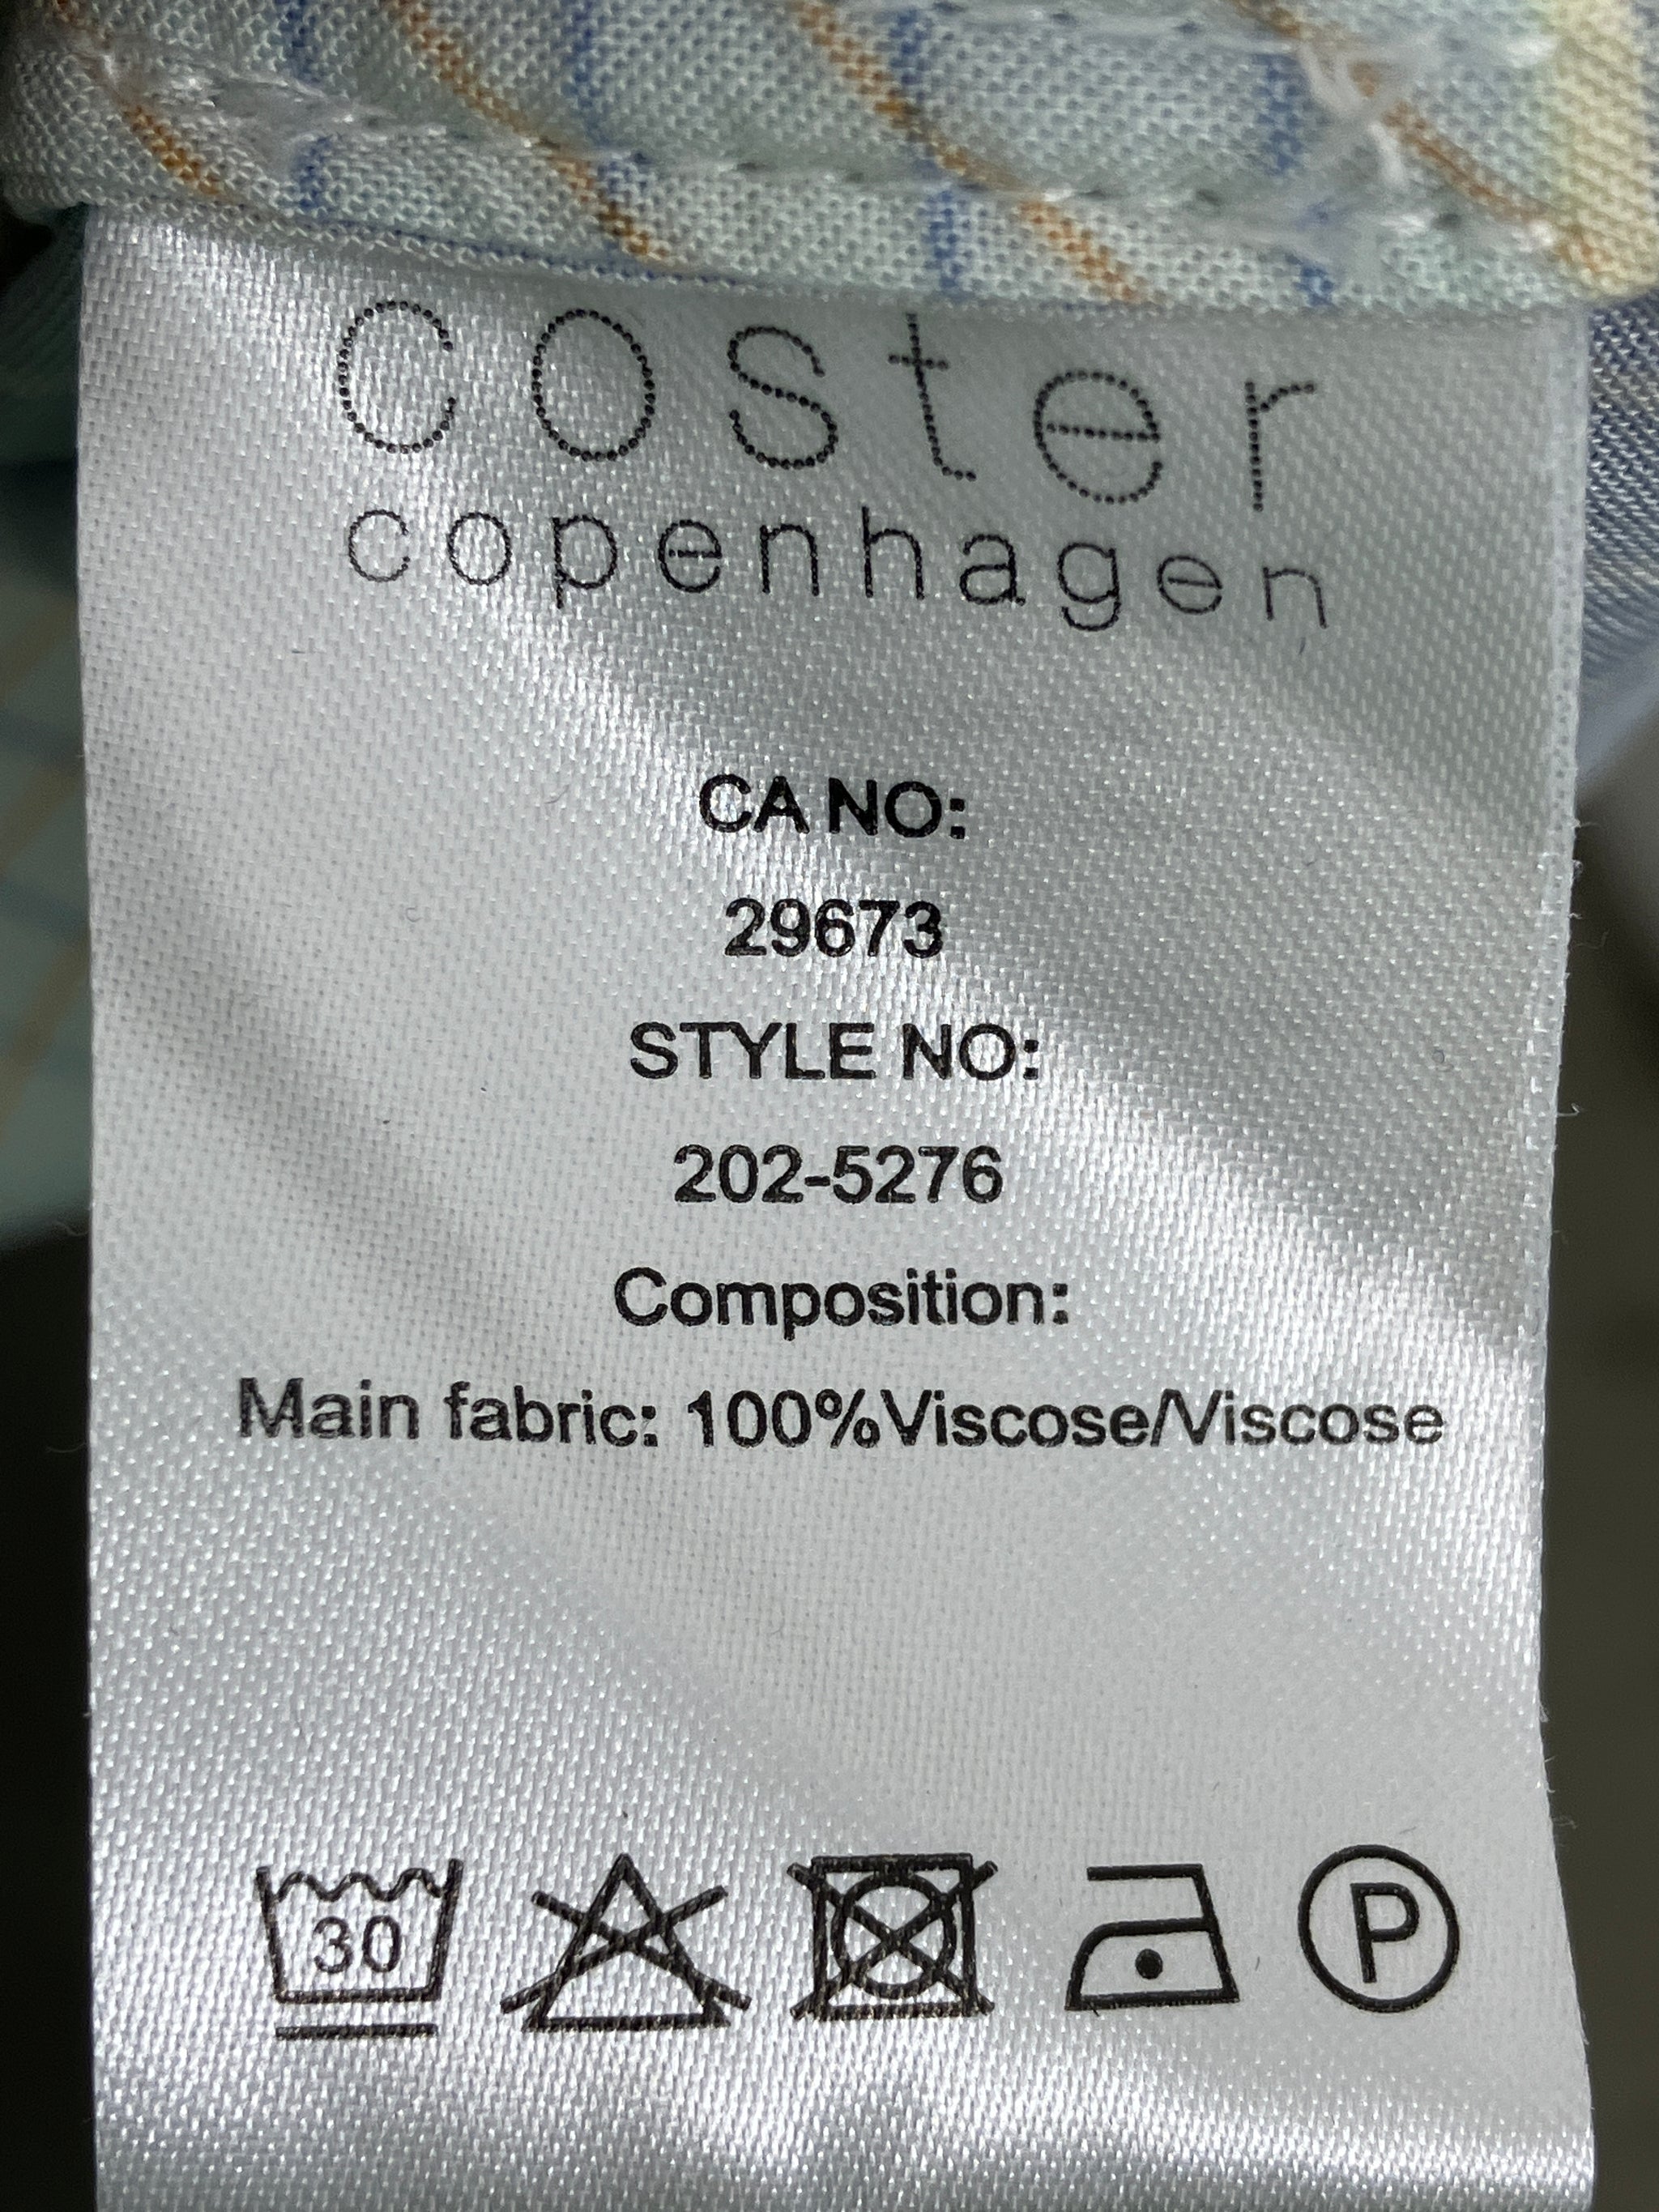 coster
copenhagen
CA NO:
29673
STYLE NO:
202-5276
Composition:
Main fabric: 100%Viscose/Viscose
30
P